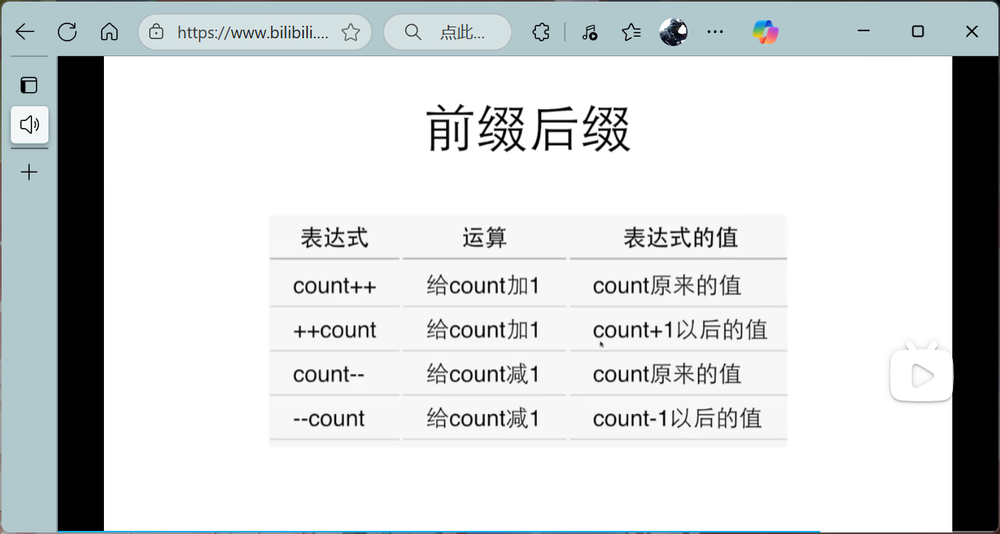 https://www.bilibili....
点此...
前缀后缀
表达式 运算 表达式的值
count++ 给count加1 count原来的值
++count 给count加1 count+1以后的值
count-- 给count减1 count原来的值
--count 给count减1 count-1以后的值